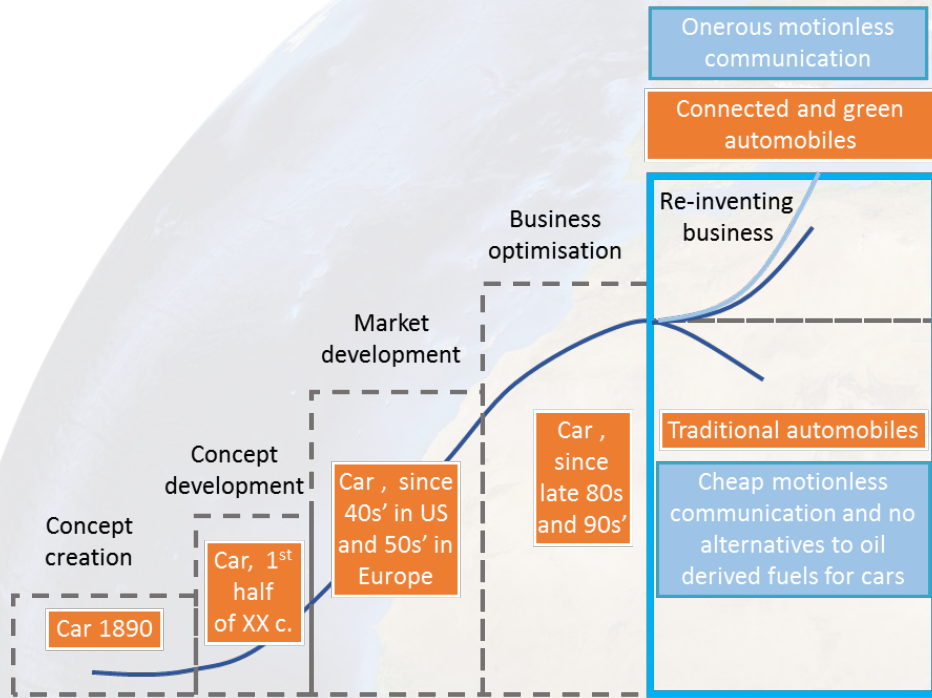 Onerous motionless
communication
Connected and green
automobiles
Re-inventing
business
Business
optimisation
Market
development
Concept
development
Concept
creation
Car 1890
Car, 1st
half
of XX c.
Car , since
40s’ in US
and 50s’ in
Europe
Car ,
since
late 80s
and 90s’
Traditional automobiles
Cheap motionless
communication and no
alternatives to oil
derived fuels for cars